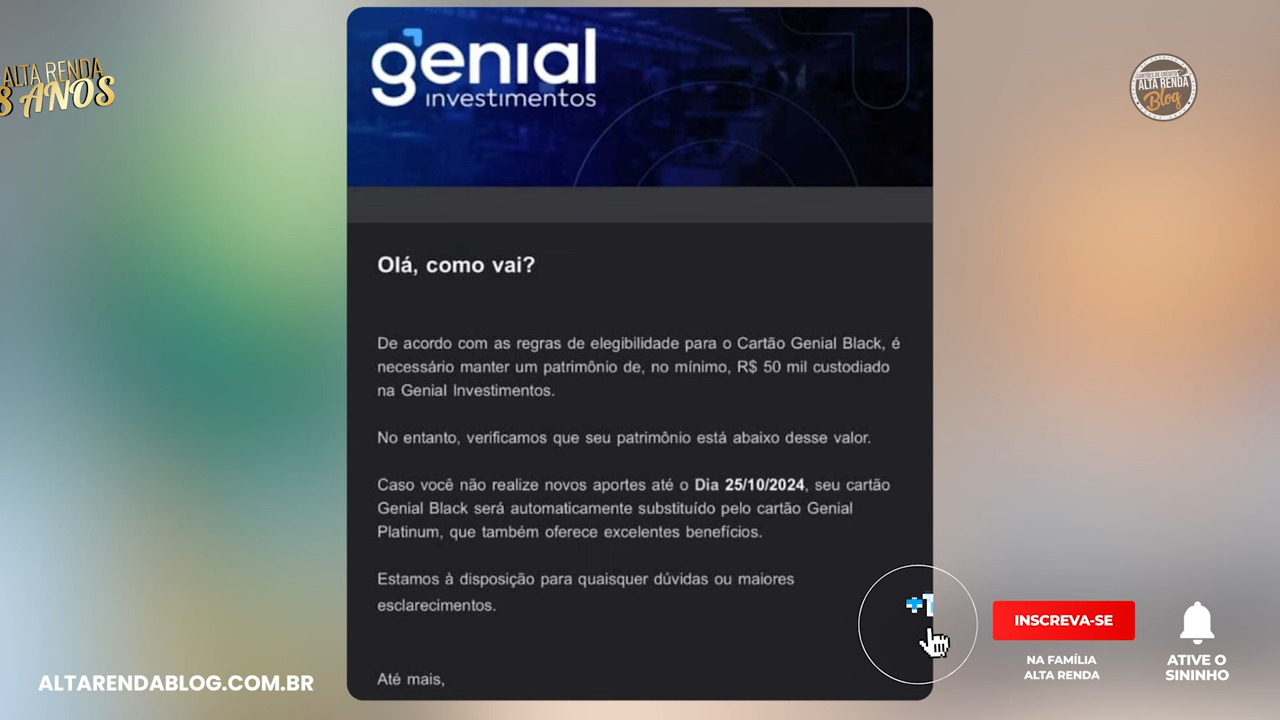 genial
investimentos
ALTA RENDA
8 ANOS
CARTÕES DE CRÉDITO
ALTA RENDA
Blog
Olá, como vai?
De acordo com as regras de elegibilidade para o Cartão Genial Black, é
necessário manter um patrimônio de, no mínimo, R$ 50 mil custodiado
na Genial Investimentos.
No entanto, verificamos que seu patrimônio está abaixo desse valor.
Caso você não realize novos aportes até o Dia 25/10/2024, seu cartão
Genial Black será automaticamente substituído pelo cartão Genial
Platinum, que também oferece excelentes benefícios.
Estamos à disposição para quaisquer dúvidas ou maiores
esclarecimentos.
Até mais,
INSCREVA-SE
NA FAMÍLIA
ALTA RENDA
ATIVE O
SININHO
ALTARENDABLOG.COM.BR